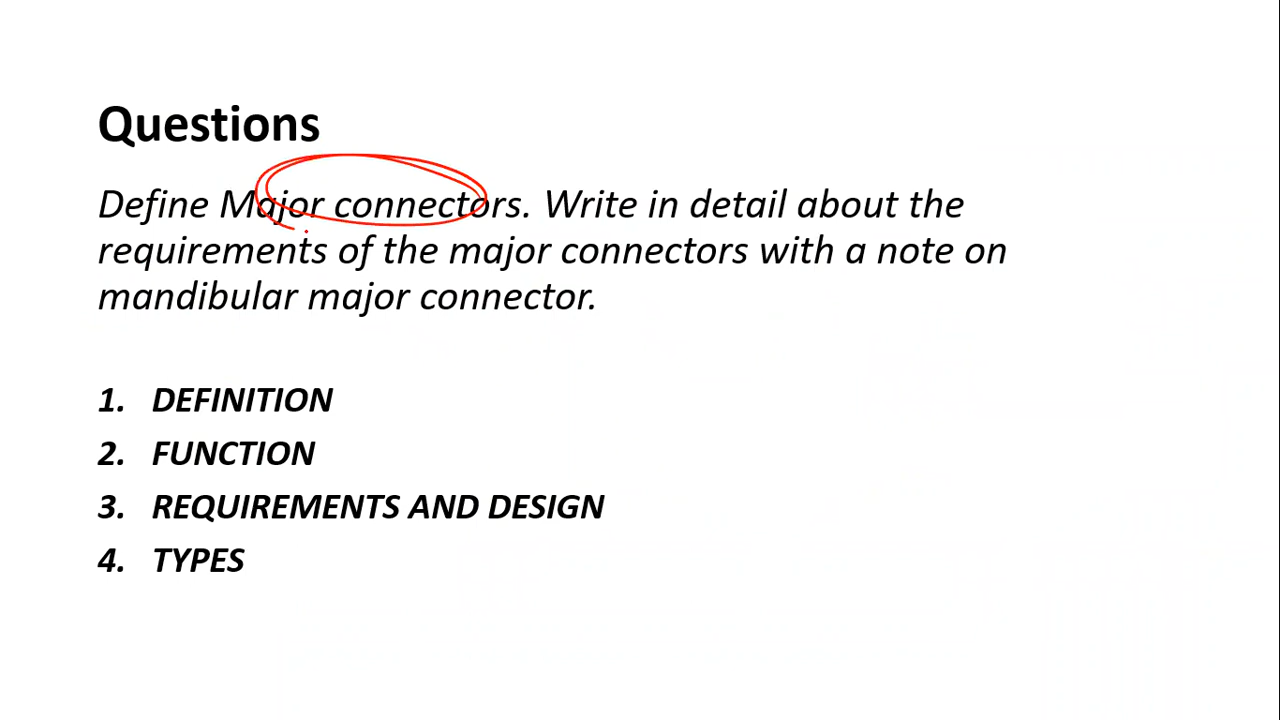 Questions
Define Major connectors. Write in detail about the
requirements of the major connectors with a note on
mandibular major connector.
1. DEFINITION
2. FUNCTION
3. REQUIREMENTS AND DESIGN
4. TYPES